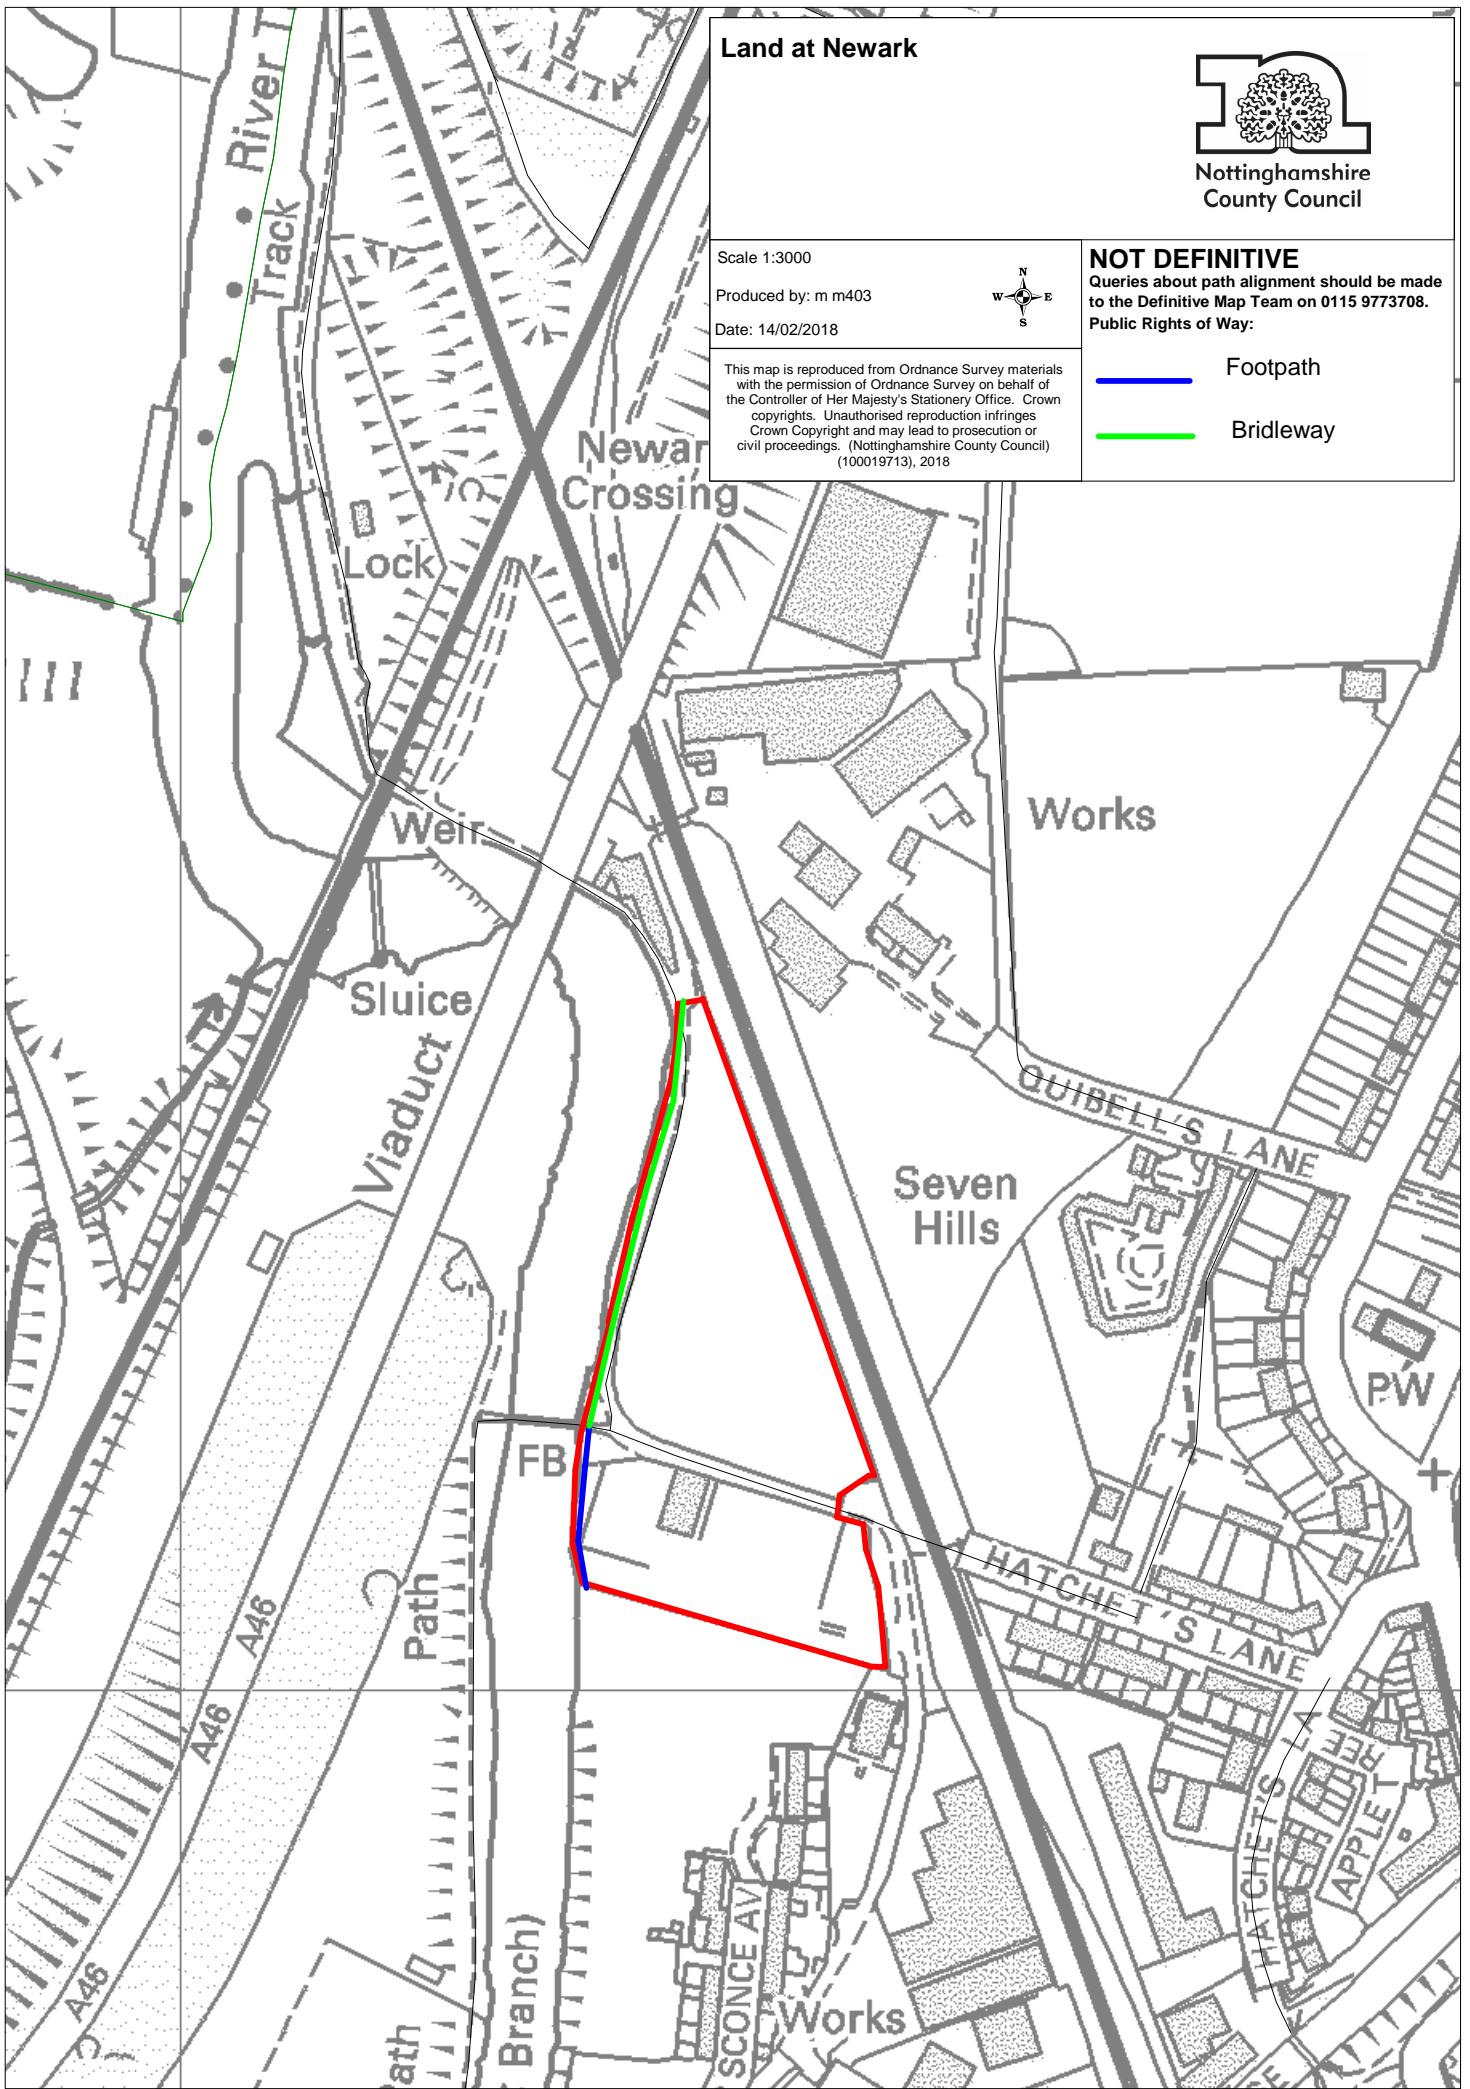 Land at Newark
Nottinghamshire
County Council
Scale 1:3000
Produced by: m m403
Date: 14/02/2018
N
W E
S
NOT DEFINITIVE
Queries about path alignment should be made
to the Definitive Map Team on 0115 9773708.
Public Rights of Way:
Footpath
Bridleway
This map is reproduced from Ordnance Survey materials
with the permission of Ordnance Survey on behalf of
the Controller of Her Majesty's Stationery Office. Crown
copyrights. Unauthorised reproduction infringes
Crown Copyright and may lead to prosecution or
civil proceedings. (Nottinghamshire County Council)
(100019713), 2018
River T
Track
Newar
Crossing
Lock
Weir
Works
Sluice
Viaduct
QUIBELL'S LANE
Seven
Hills
PW
FB
HATCHET'S LANE
Path
A46
A46
A46
HATCHET'S LA
APPLET
REE
SCONCE AV
Works
Branch)
ath